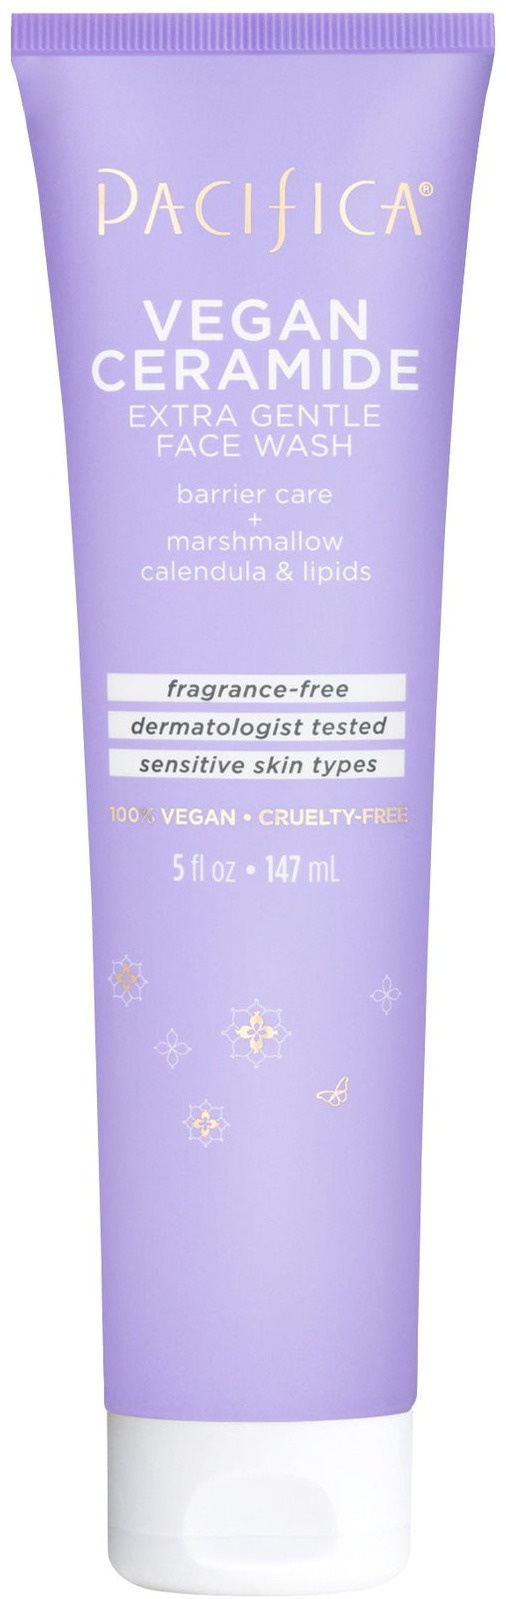 PACIFICA®
VEGAN
CERAMIDE
EXTRA GENTLE
FACE WASH
barrier care
+
marshmallow
calendula & lipids
fragrance-free
dermatologist tested
sensitive skin types
100% VEGAN • CRUELTY-FREE
5 fl oz • 147 mL